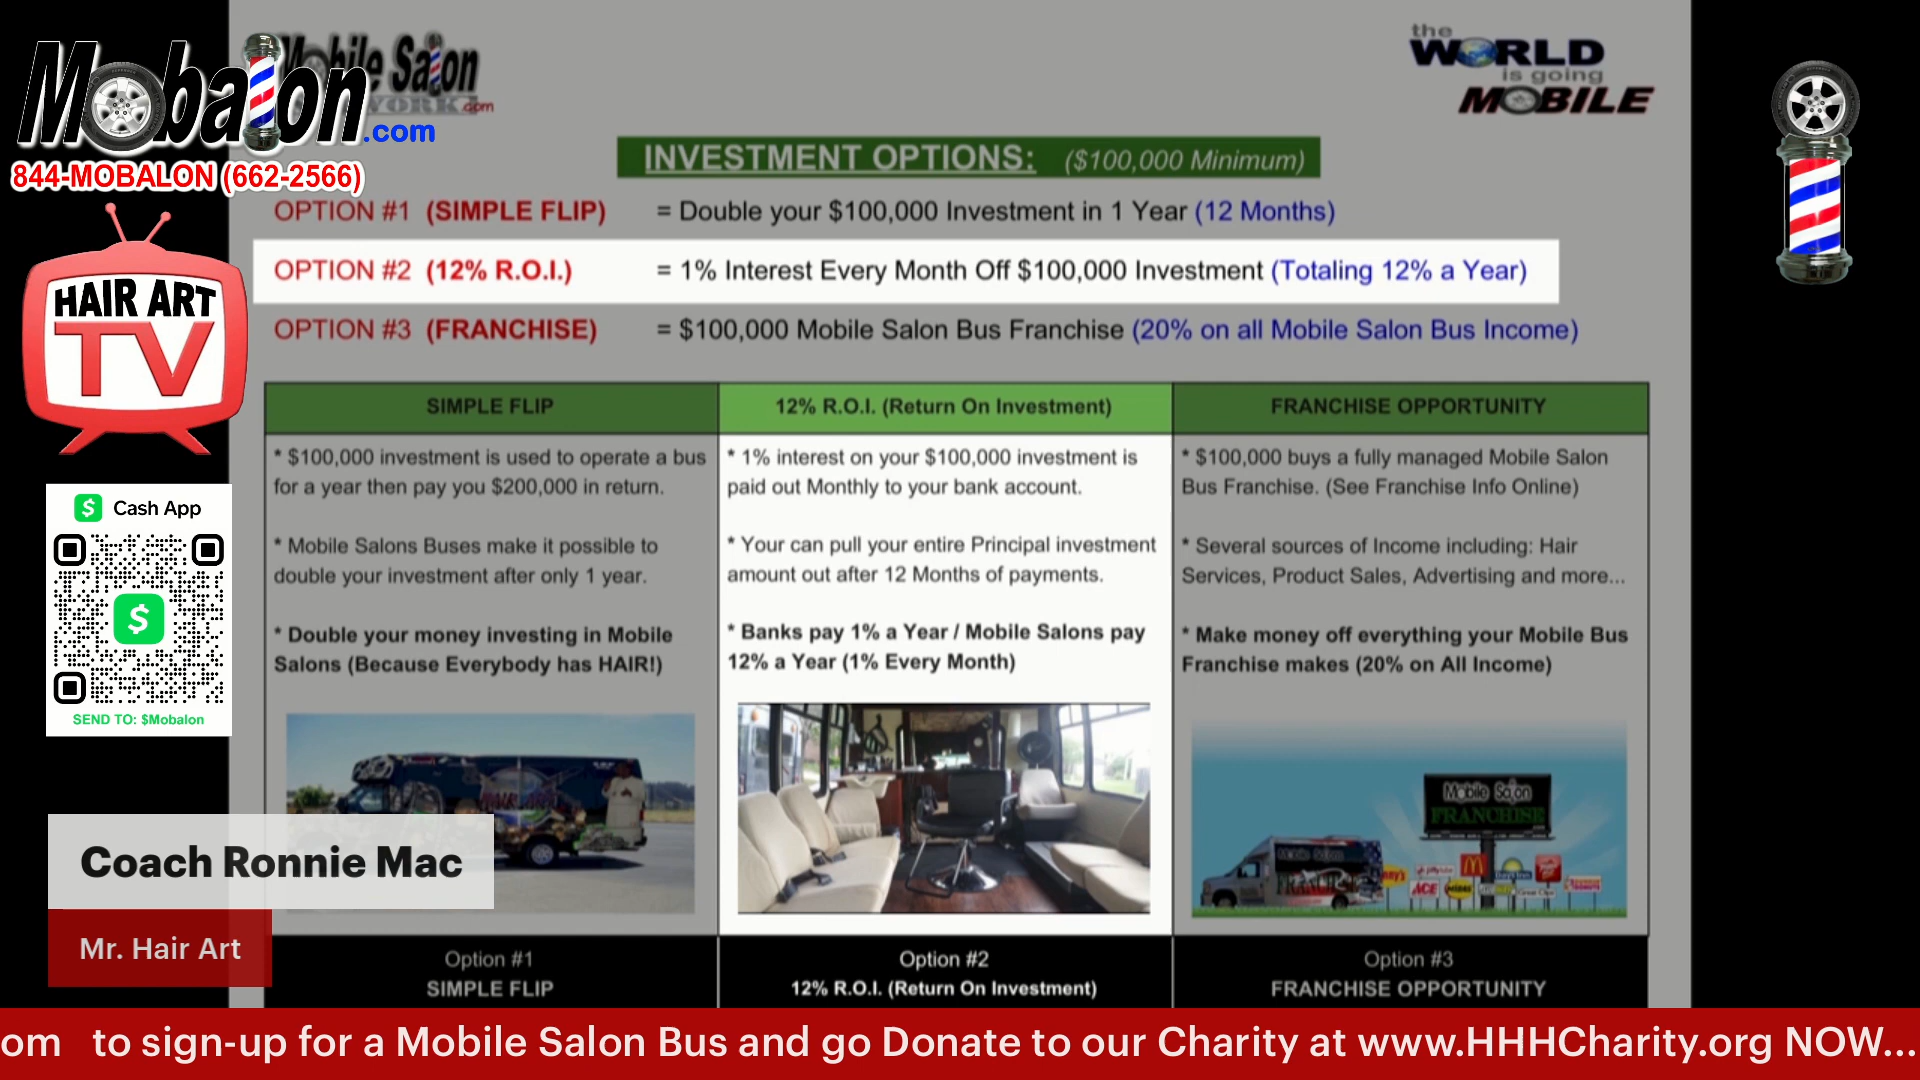 Mobalon.com
844-MOBALON (662-2566)
Mobile Salon
.com
the
WORLD
is going
MOBILE
INVESTMENT OPTIONS: ($100,000 Minimum)
OPTION #1 (SIMPLE FLIP) = Double your $100,000 Investment in 1 Year (12 Months)
OPTION #2 (12% R.O.I.) = 1% Interest Every Month Off $100,000 Investment (Totaling 12% a Year)
OPTION #3 (FRANCHISE) = $100,000 Mobile Salon Bus Franchise (20% on all Mobile Salon Bus Income)
HAIR ART
TV
Cash App
SEND TO: $Mobalon
SIMPLE FLIP
* $100,000 investment is used to operate a bus
for a year then pay you $200,000 in return.
* Mobile Salons Buses make it possible to
double your investment after only 1 year.
* Double your money investing in Mobile
Salons (Because Everybody has HAIR!)
12% R.O.I. (Return On Investment)
* 1% interest on your $100,000 investment is
paid out Monthly to your bank account.
* Your can pull your entire Principal investment
amount out after 12 Months of payments.
* Banks pay 1% a Year / Mobile Salons pay
12% a Year (1% Every Month)
FRANCHISE OPPORTUNITY
* $100,000 buys a fully managed Mobile Salon
Bus Franchise. (See Franchise Info Online)
* Several sources of Income including: Hair
Services, Product Sales, Advertising and more...
* Make money off everything your Mobile Bus
Franchise makes (20% on All Income)
Mobile Salon
FRANCHISE
ACE
MIDAS
Coach Ronnie Mac
Mr. Hair Art
Option #1
SIMPLE FLIP
Option #2
12% R.O.I. (Return On Investment)
Option #3
FRANCHISE OPPORTUNITY
om to sign-up for a Mobile Salon Bus and go Donate to our Charity at www.HHHCharity.org NOW...